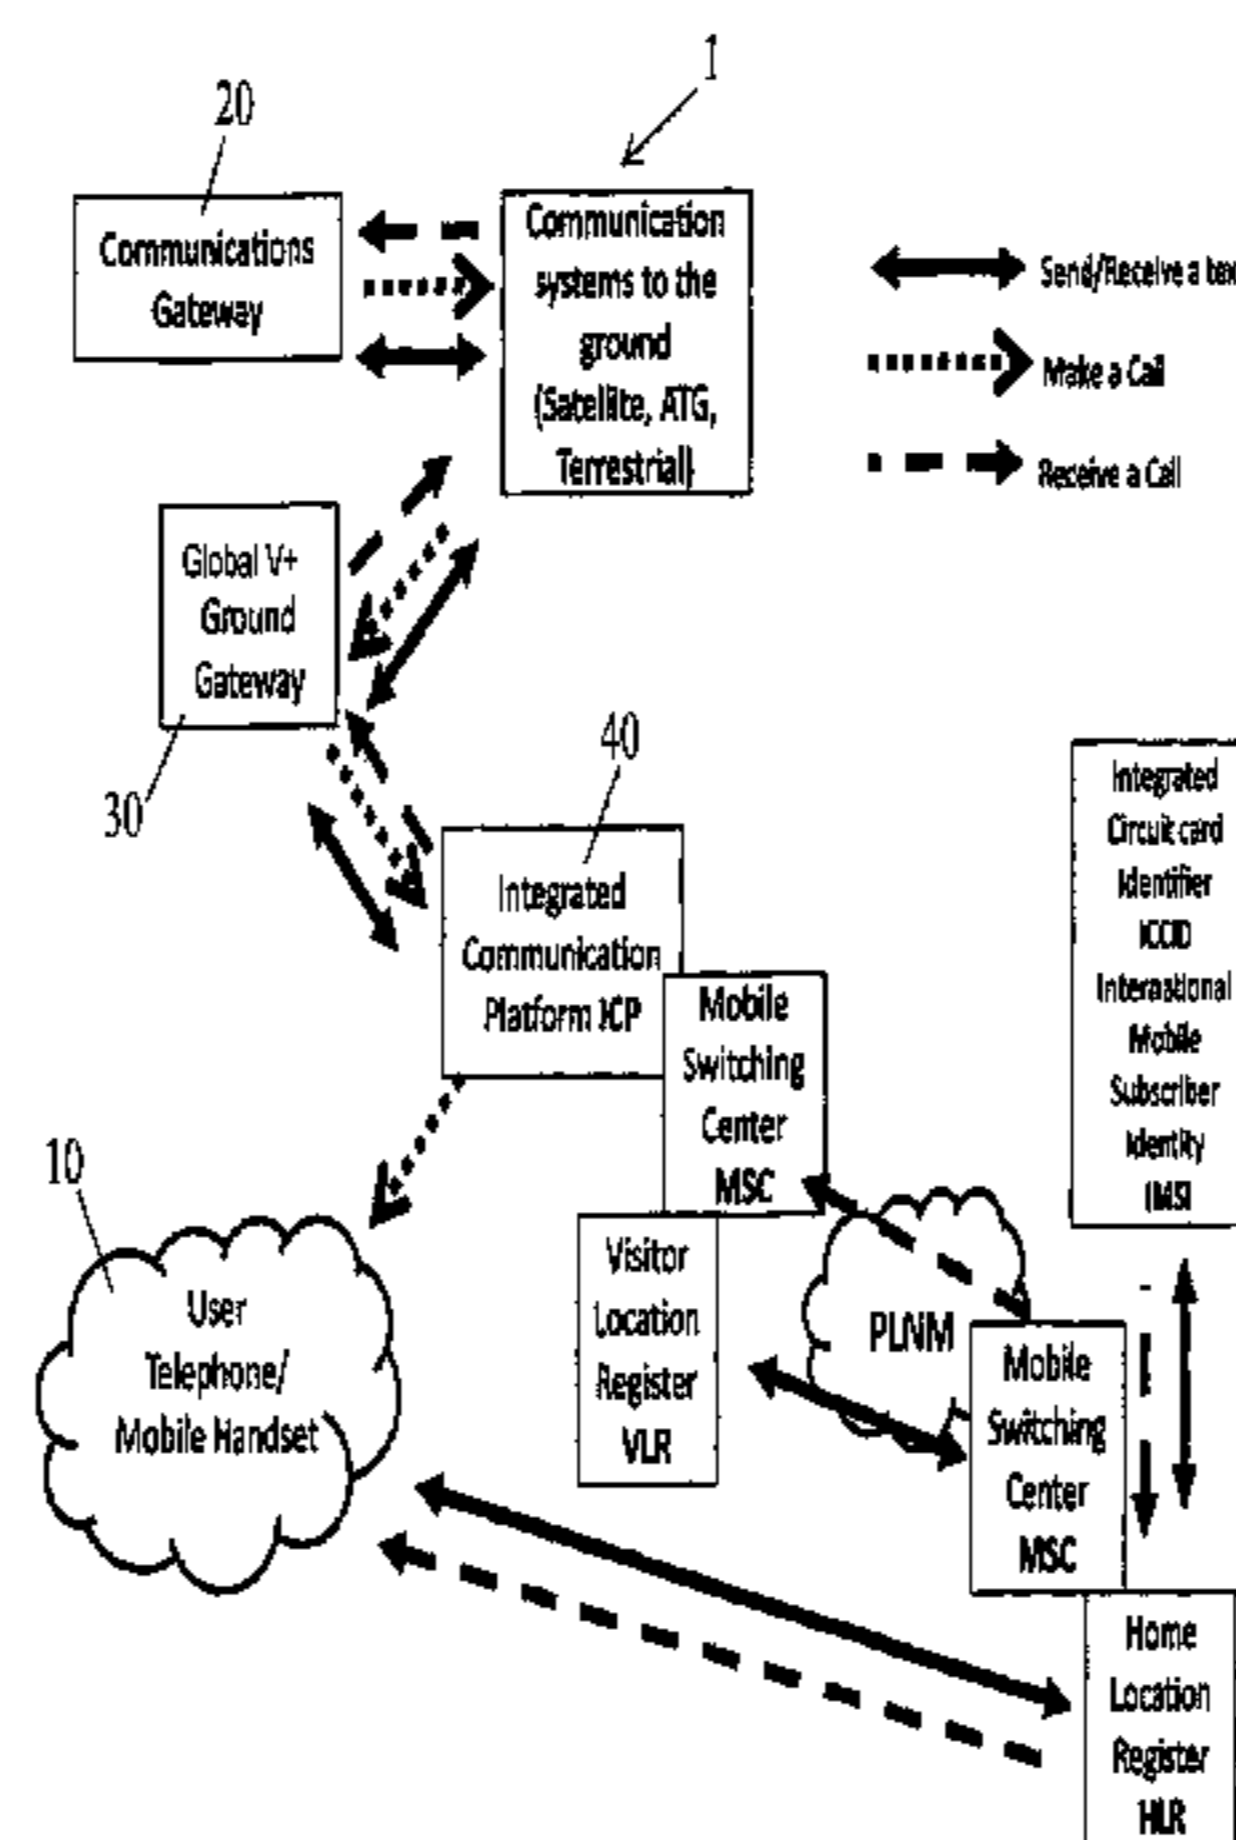 1
20
Communications
Gateway
Communication
systems to the
ground
(Satellite, ATG,
Terrestrial)
Send/Receive a tex
Make a Call
Receive a Call
Global V+
Ground
Gateway
30
40
Integrated
Communication
Platform ICP
Mobile
Switching
Center
MSC
Integrated
Circuit card
Identifier
ICCID
International
Mobile
Subscriber
Identity
IMSI
10
User
Telephone/
Mobile Handset
Visitor
Location
Register
VLR
PLNM
Mobile
Switching
Center
MSC
Home
Location
Register
HLR